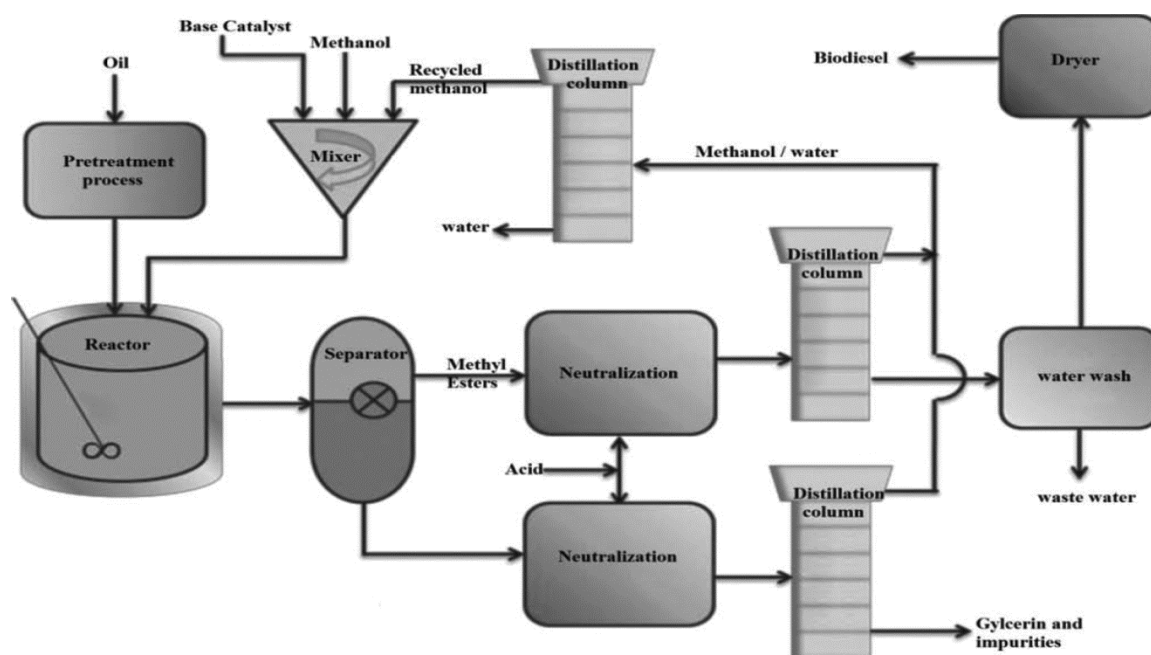 Base Catalyst
Methanol
Oil
Recycled
methanol
Distillation
column
Biodiesel
Dryer
Pretreatment
process
Mixer
Methanol / water
water
Distillation
column
Reactor
Separator
Methyl
Esters
Neutralization
water wash
Acid
Distillation
column
waste water
Neutralization
Gylcerin and
impurities